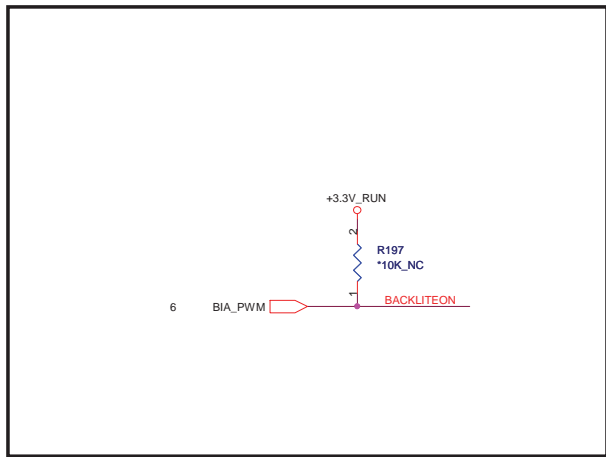 +3.3V_RUN
2
R197
*10K_NC
1
BACKLITEON
6 BIA_PWM